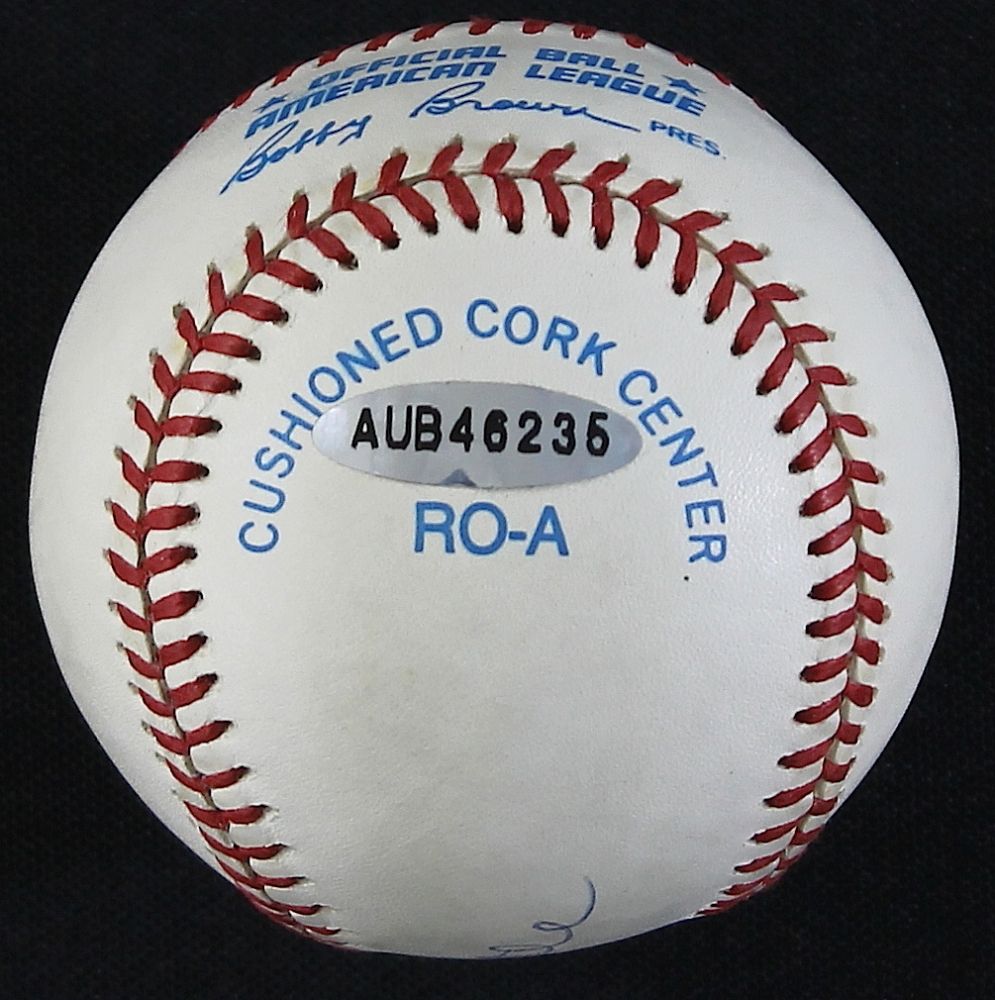 OFFICIAL BALL
AMERICAN LEAGUE
Bobby Brown PRES.
CUSHIONED CORK CENTER
AUB46235
RO-A